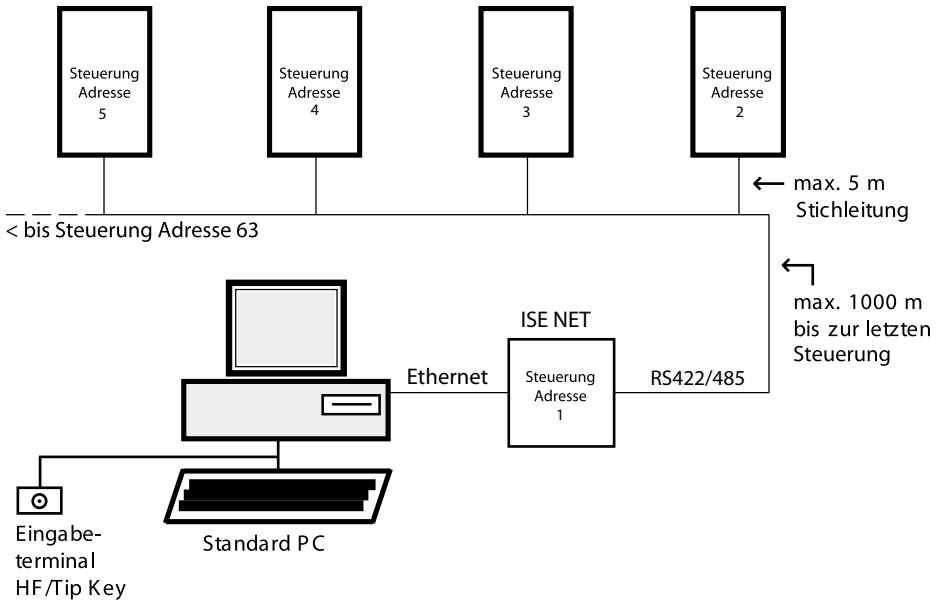 Steuerung
Adresse
5
Steuerung
Adresse
4
Steuerung
Adresse
3
Steuerung
Adresse
2
max. 5 m
Stichleitung
< bis Steuerung Adresse 63
max. 1000 m
bis zur letzten
Steuerung
ISE NET
Ethernet
Steuerung
Adresse
1
RS422/485
Standard PC
Eingabe-
terminal
HF/Tip Key